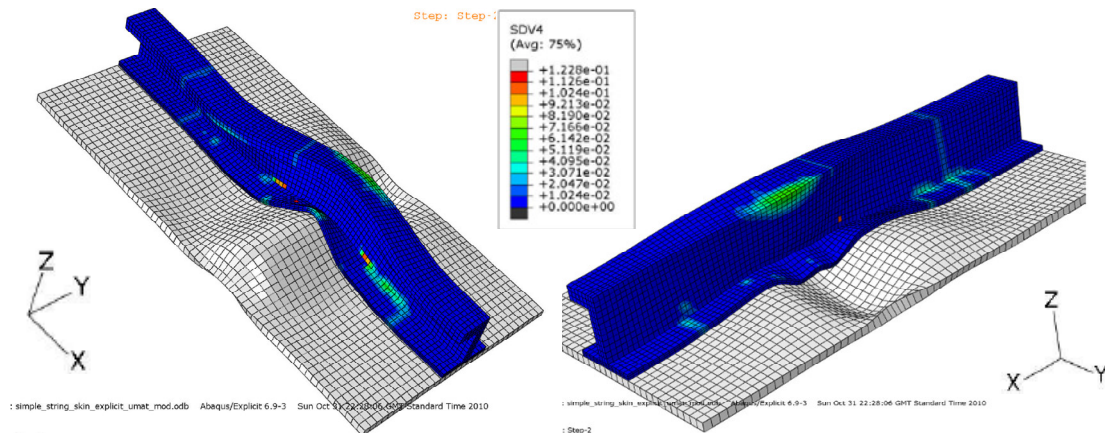 Step: Step-
SDV4
(Avg: 75%)
+1.228e-01
+1.126e-01
+1.024e-01
+9.213e-02
+8.190e-02
+7.166e-02
+6.142e-02
+5.119e-02
+4.095e-02
+3.071e-02
+2.047e-02
+1.024e-02
+0.000e+00
Z
Y
X
Z
X
Y
: simple_string_skin_explicit_umat_mod.odb Abaqus/Explicit 6.9-3 Sun Oct 31 22:28:06 GMT Standard Time 2010
: simple_string_skin_explicit_umat_mod.odb Abaqus/Explicit 6.9-3 Sun Oct 31 22:28:06 GMT Standard Time 2010
: Step-2